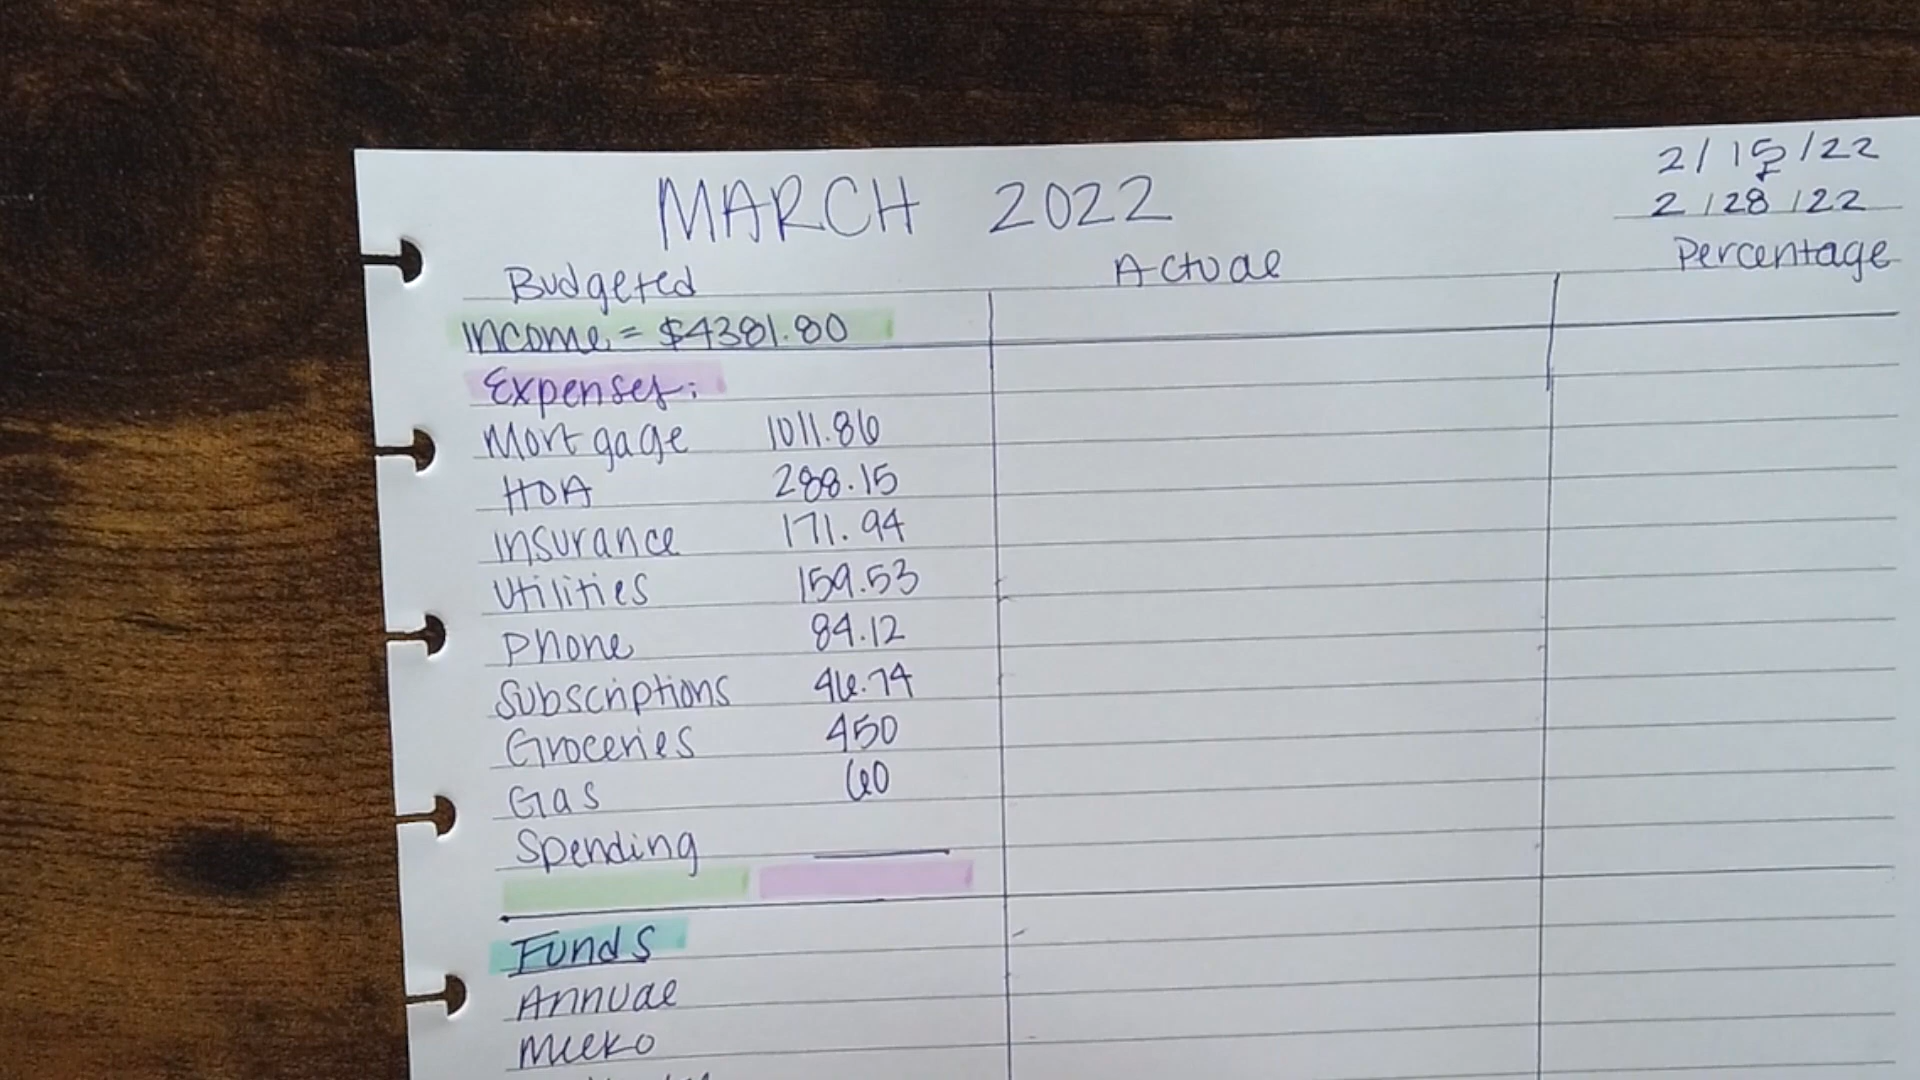 MARCH 2022
2/15/22
2/28/22
Budgeted Actual Percentage
Income = $4381.80
Expenses:
Mortgage 1011.86
HOA 288.15
Insurance 171.94
Utilities 159.53
Phone 84.12
Subscriptions 46.74
Groceries 450
Gas 60
Spending
Funds
Annual
Meeko